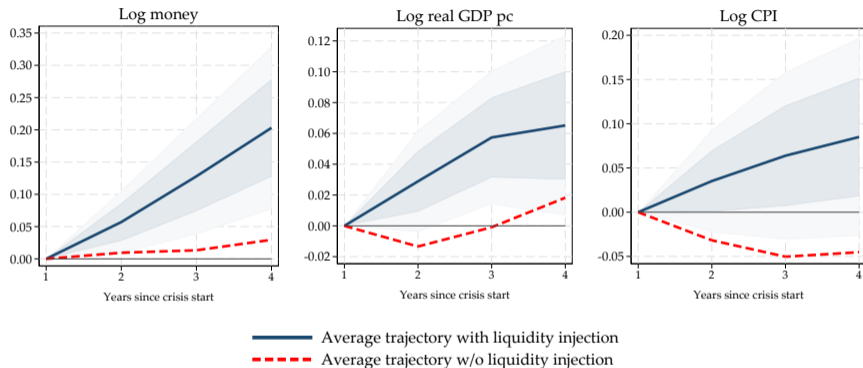 Log money
0.35
0.30
0.25
0.20
0.15
0.10
0.05
0.00
1 2 3 4
Years since crisis start
Log real GDP pc
0.12
0.10
0.08
0.06
0.04
0.02
0.00
-0.02
1 2 3 4
Years since crisis start
Log CPI
0.20
0.15
0.10
0.05
0.00
-0.05
1 2 3 4
Years since crisis start
Average trajectory with liquidity injection
Average trajectory w/o liquidity injection